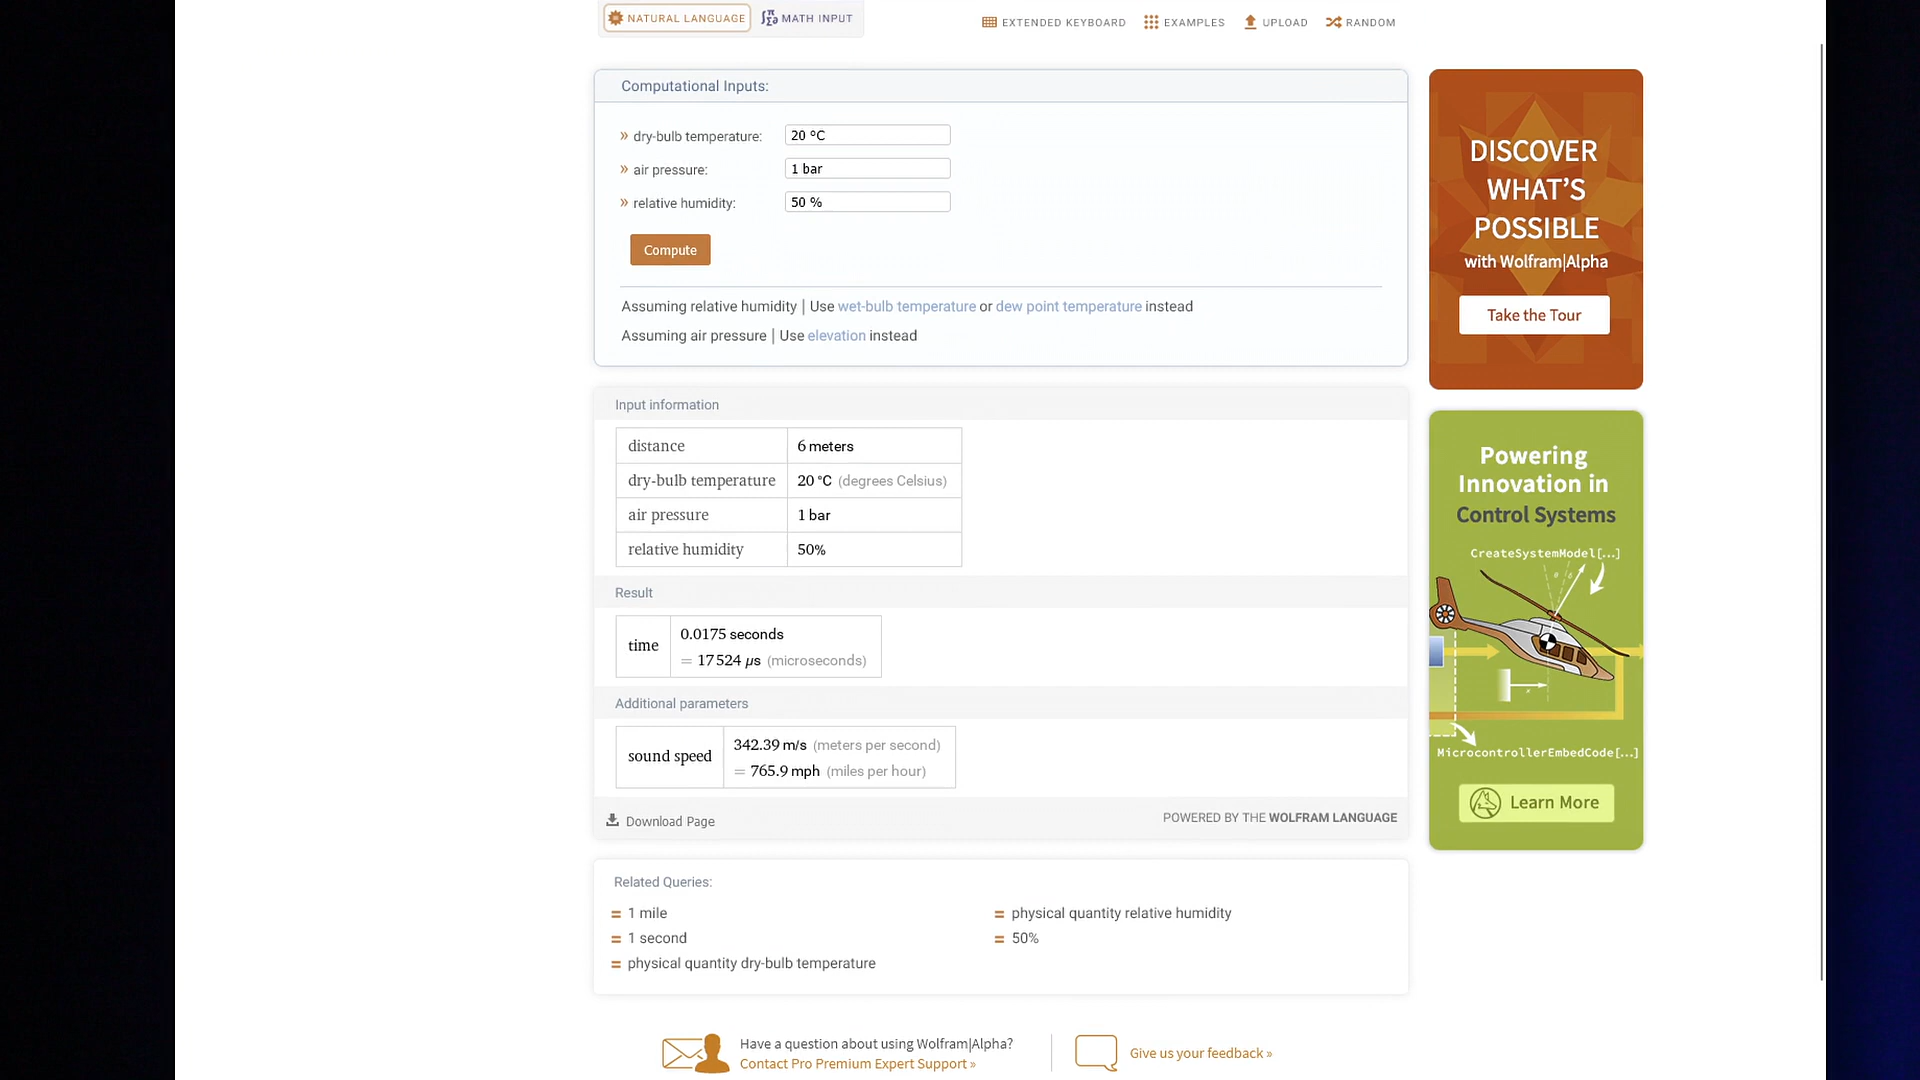 NATURAL LANGUAGE MATH INPUT EXTENDED KEYBOARD EXAMPLES UPLOAD RANDOM
Computational Inputs:
» dry-bulb temperature: 20 °C
» air pressure: 1 bar
» relative humidity: 50 %
Compute
Assuming relative humidity | Use wet-bulb temperature or dew point temperature instead
Assuming air pressure | Use elevation instead
Input information
distance 6 meters
dry-bulb temperature 20 °C (degrees Celsius)
air pressure 1 bar
relative humidity 50%
Result
time 0.0175 seconds
= 17524 µs (microseconds)
Additional parameters
sound speed 342.39 m/s (meters per second)
= 765.9 mph (miles per hour)
Download Page POWERED BY THE WOLFRAM LANGUAGE
Related Queries:
= 1 mile
= 1 second
= physical quantity dry-bulb temperature
= physical quantity relative humidity
= 50%
Have a question about using Wolfram|Alpha?
Contact Pro Premium Expert Support »
Give us your feedback »
DISCOVER
WHAT'S
POSSIBLE
with Wolfram|Alpha
Take the Tour
Powering
Innovation in
Control Systems
CreateSystemModel[...]
MicrocontrollerEmbedCode[...]
Learn More